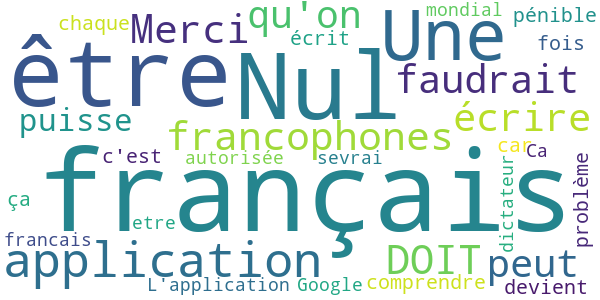 chaque
Merci
qu'on
écrit
Une
mondial
pénible
fois
être
Nul
faudrait
puisse
francophones
écrire
c'est
autorisée
sevrai
car
Ca
français
dictateur
problème
ça
etre
francais
application
DOIT
peut
L'application
Google
comprendre
devient